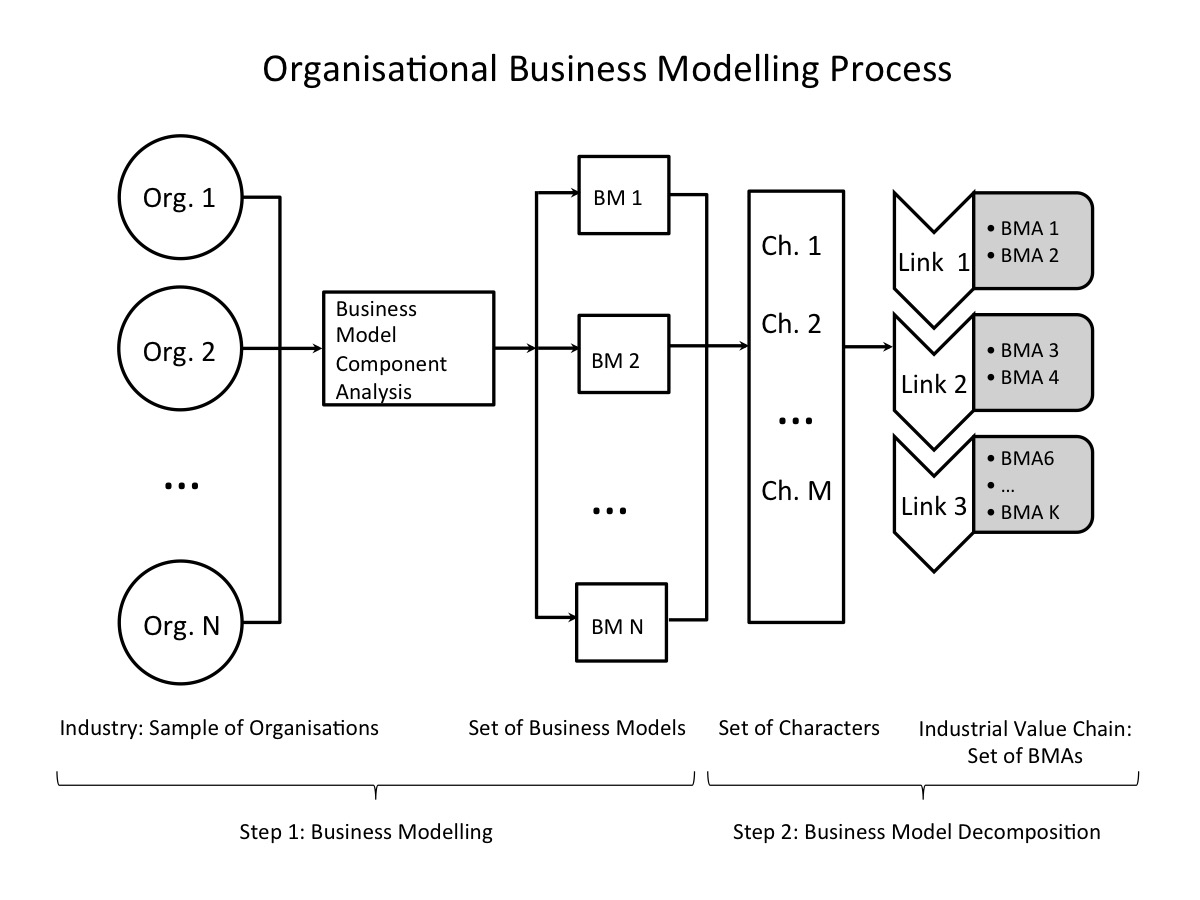 Organisational Business Modelling Process
Org. 1
Org. 2
...
Org. N
Business
Model
Component
Analysis
BM 1
BM 2
...
BM N
Ch. 1
Ch. 2
...
Ch. M
Link 1
• BMA 1
• BMA 2
Link 2
• BMA 3
• BMA 4
Link 3
• BMA6
• ...
• BMA K
Industry: Sample of Organisations
Set of Business Models
Set of Characters
Industrial Value Chain:
Set of BMAs
Step 1: Business Modelling
Step 2: Business Model Decomposition